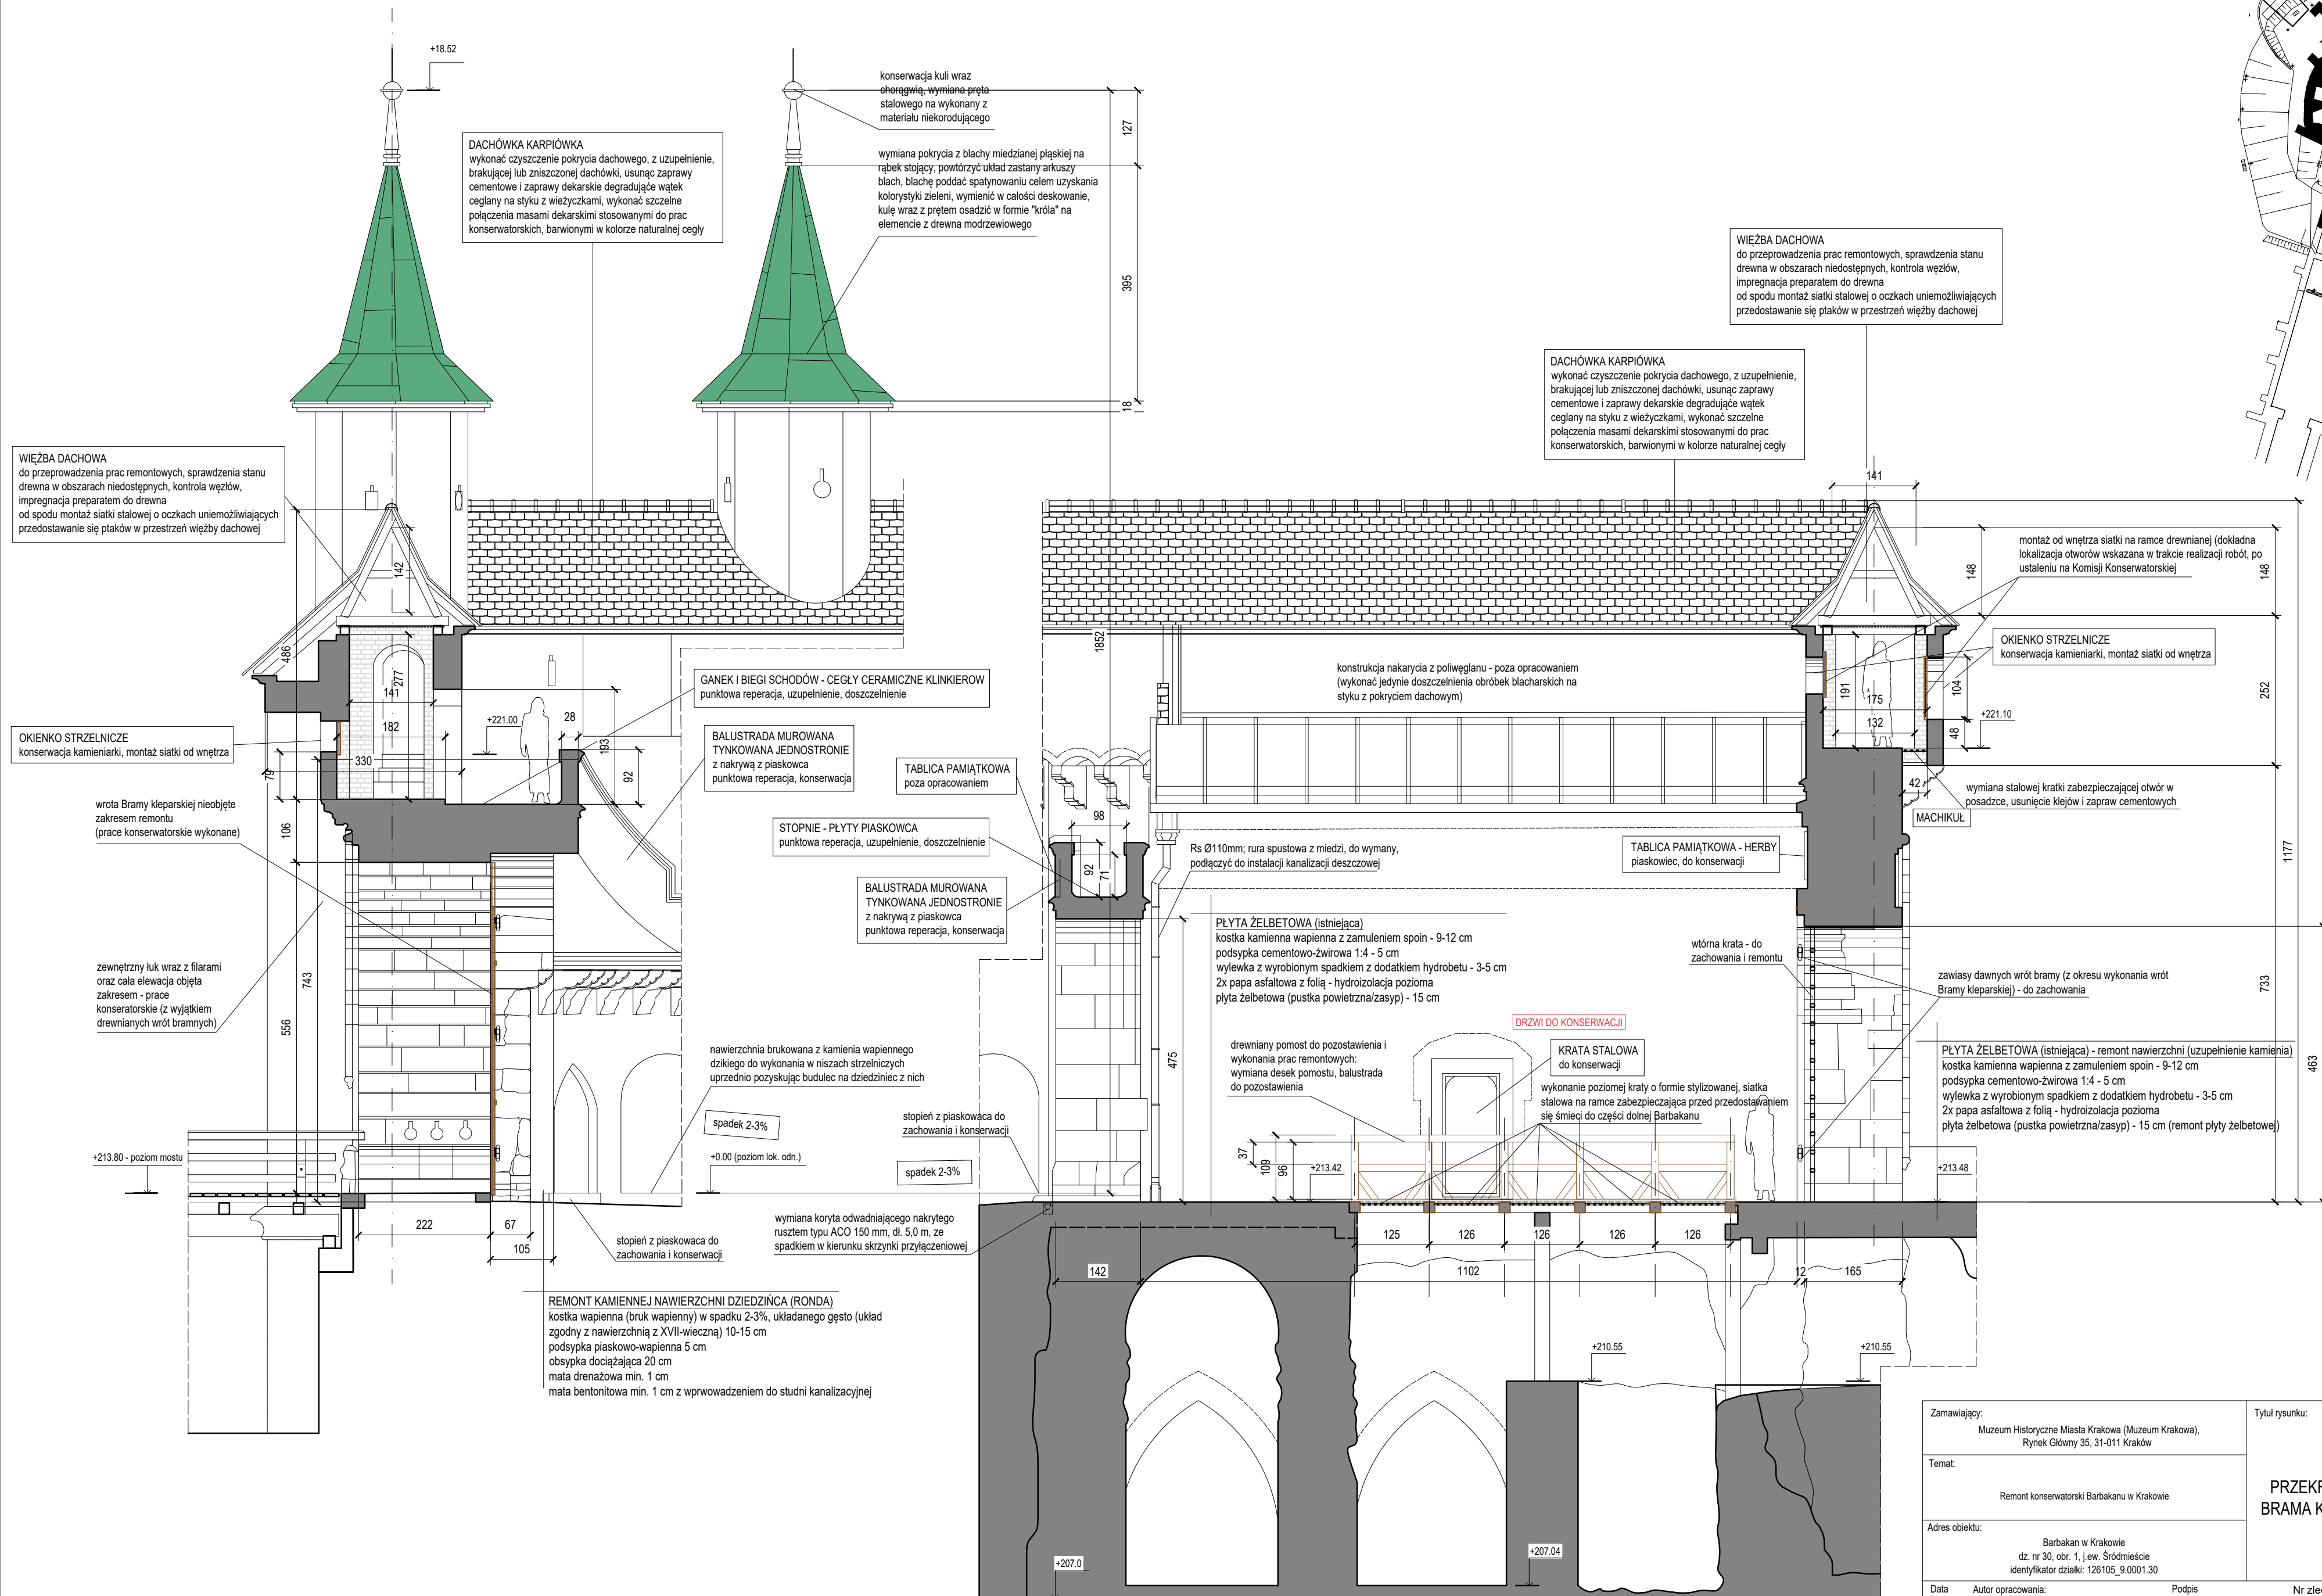 +18.52
konserwacja kuli wraz
chorągwią, wymiana pręta
stalowego na wykonany z
materiału niekorodującego
127
DACHÓWKA KARPIÓWKA
wykonać czyszczenie pokrycia dachowego, z uzupełnienie,
brakującej lub zniszczonej dachówki, usunąc zaprawy
cementowe i zaprawy dekarskie degradująće wątek
ceglany na styku z wieżyczkami, wykonać szczelne
połączenia masami dekarskimi stosowanymi do prac
konserwatorskich, barwionymi w kolorze naturalnej cegły
wymiana pokrycia z blachy miedzianej płąskiej na
rąbek stojący, powtórzyć układ zastany arkuszy
blach, blachę poddać spatynowaniu celem uzyskania
kolorystyki zieleni, wymienić w całości deskowanie,
kulę wraz z prętem osadzić w formie "króla" na
elemencie z drewna modrzewiowego
395
18
WIĘŹBA DACHOWA
do przeprowadzenia prac remontowych, sprawdzenia stanu
drewna w obszarach niedostępnych, kontrola węzłów,
impregnacja preparatem do drewna
od spodu montaż siatki stalowej o oczkach uniemożliwiających
przedostawanie się ptaków w przestrzeń więźby dachowej
DACHÓWKA KARPIÓWKA
wykonać czyszczenie pokrycia dachowego, z uzupełnienie,
brakującej lub zniszczonej dachówki, usunąc zaprawy
cementowe i zaprawy dekarskie degradująće wątek
ceglany na styku z wieżyczkami, wykonać szczelne
połączenia masami dekarskimi stosowanymi do prac
konserwatorskich, barwionymi w kolorze naturalnej cegły
WIĘŹBA DACHOWA
do przeprowadzenia prac remontowych, sprawdzenia stanu
drewna w obszarach niedostępnych, kontrola węzłów,
impregnacja preparatem do drewna
od spodu montaż siatki stalowej o oczkach uniemożliwiających
przedostawanie się ptaków w przestrzeń więźby dachowej
141
148
148
montaż od wnętrza siatki na ramce drewnianej (dokładna
lokalizacja otworów wskazana w trakcie realizacji robót, po
ustaleniu na Komisji Konserwatorskiej
142
486
277
141
182
330
79
106
743
556
+221.00
28
193
92
1852
OKIENKO STRZELNICZE
konserwacja kamieniarki, montaż siatki od wnętrza
wrota Bramy kleparskiej nieobjęte
zakresem remontu
(prace konserwatorskie wykonane)
zewnętrzny łuk wraz z filarami
oraz cała elewacja objęta
zakresem - prace
konseratorskie (z wyjątkiem
drewnianych wrót bramnych)
+213.80 - poziom mostu
222
67
105
GANEK I BIEGI SCHODÓW - CEGŁY CERAMICZNE KLINKIEROW
punktowa reperacja, uzupełnienie, doszczelnienie
BALUSTRADA MUROWANA
TYNKOWANA JEDNOSTRONIE
z nakrywą z piaskowca
punktowa reperacja, konserwacja
TABLICA PAMIĄTKOWA
poza opracowaniem
STOPNIE - PŁYTY PIASKOWCA
punktowa reperacja, uzupełnienie, doszczelnienie
BALUSTRADA MUROWANA
TYNKOWANA JEDNOSTRONIE
z nakrywą z piaskowca
punktowa reperacja, konserwacja
98
92
71
475
konstrukcja nakarycia z poliwęglanu - poza opracowaniem
(wykonać jedynie doszczelnienia obróbek blacharskich na
styku z pokryciem dachowym)
Rs Ø110mm; rura spustowa z miedzi, do wymany,
podłączyć do instalacji kanalizacji deszczowej
OKIENKO STRZELNICZE
konserwacja kamieniarki, montaż siatki od wnętrza
191
175
132
104
48
252
+221.10
42
wymiana stalowej kratki zabezpieczającej otwór w
posadzce, usunięcie klejów i zapraw cementowych
MACHIKUŁ
1177
TABLICA PAMIĄTKOWA - HERBY
piaskowiec, do konserwacji
PŁYTA ŻELBETOWA (istniejąca)
kostka kamienna wapienna z zamuleniem spoin - 9-12 cm
podsypka cementowo-żwirowa 1:4 - 5 cm
wylewka z wyrobionym spadkiem z dodatkiem hydrobetu - 3-5 cm
2x papa asfaltowa z folią - hydroizolacja pozioma
płyta żelbetowa (pustka powietrzna/zasyp) - 15 cm
wtórna krata - do
zachowania i remontu
zawiasy dawnych wrót bramy (z okresu wykonania wrót
Bramy kleparskiej) - do zachowania
733
463
DRZWI DO KONSERWACJI
KRATA STALOWA
do konserwacji
drewniany pomost do pozostawienia i
wykonania prac remontowych:
wymiana desek pomostu, balustrada
do pozostawienia
wykonanie poziomej kraty o formie stylizowanej, siatka
stalowa na ramce zabezpieczająca przed przedostawaniem
się śmieci do części dolnej Barbakanu
PŁYTA ŻELBETOWA (istniejąca) - remont nawierzchni (uzupełnienie kamienia)
kostka kamienna wapienna z zamuleniem spoin - 9-12 cm
podsypka cementowo-żwirowa 1:4 - 5 cm
wylewka z wyrobionym spadkiem z dodatkiem hydrobetu - 3-5 cm
2x papa asfaltowa z folią - hydroizolacja pozioma
płyta żelbetowa (pustka powietrzna/zasyp) - 15 cm (remont płyty żelbetowej)
nawierzchnia brukowana z kamienia wapiennego
dzikiego do wykonania w niszach strzelniczych
uprzednio pozyskując budulec na dziedziniec z nich
spadek 2-3%
+0.00 (poziom lok. odn.)
stopień z piaskowaca do
zachowania i konserwacji
spadek 2-3%
37
109
96
+213.42
+213.48
stopień z piaskowaca do
zachowania i konserwacji
wymiana koryta odwadniającego nakrytego
rusztem typu ACO 150 mm, dł. 5,0 m, ze
spadkiem w kierunku skrzynki przyłączeniowej
125
126
126
126
126
142
1102
12
165
REMONT KAMIENNEJ NAWIERZCHNI DZIEDZIŃCA (RONDA)
kostka wapienna (bruk wapienny) w spadku 2-3%, układanego gęsto (układ
zgodny z nawierzchnią z XVII-wieczną) 10-15 cm
podsypka piaskowo-wapienna 5 cm
obsypka dociążająca 20 cm
mata drenażowa min. 1 cm
mata bentonitowa min. 1 cm z wprwowadzeniem do studni kanalizacyjnej
+210.55
+210.55
+207.0
+207.04
Zamawiający:
Muzeum Historyczne Miasta Krakowa (Muzeum Krakowa),
Rynek Główny 35, 31-011 Kraków
Tytuł rysunku:
Temat:
Remont konserwatorski Barbakanu w Krakowie
PRZEKR
BRAMA K
Adres obiektu:
Barbakan w Krakowie
dz. nr 30, obr. 1, j.ew. Śródmieście
identyfikator działki: 126105_9.0001.30
Data Autor opracowania: Podpis Nr zle